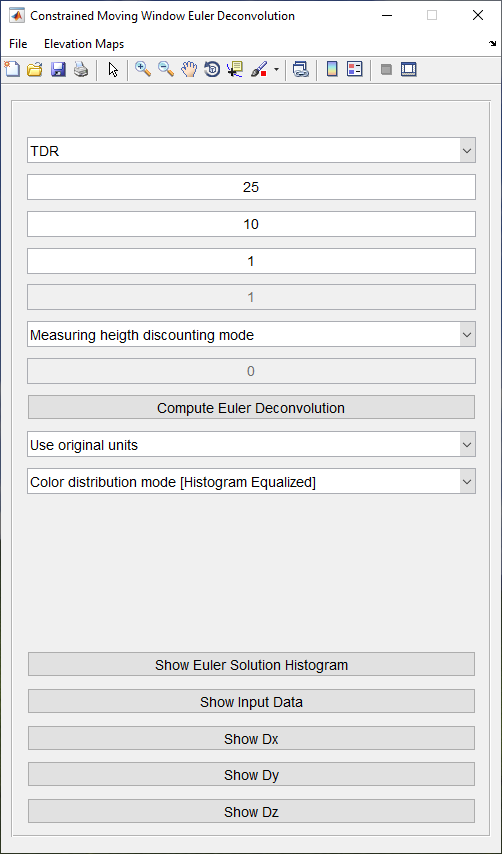 Constrained Moving Window Euler Deconvolution
File Elevation Maps
TDR
25
10
1
1
Measuring heigth discounting mode
0
Compute Euler Deconvolution
Use original units
Color distribution mode [Histogram Equalized]
Show Euler Solution Histogram
Show Input Data
Show Dx
Show Dy
Show Dz